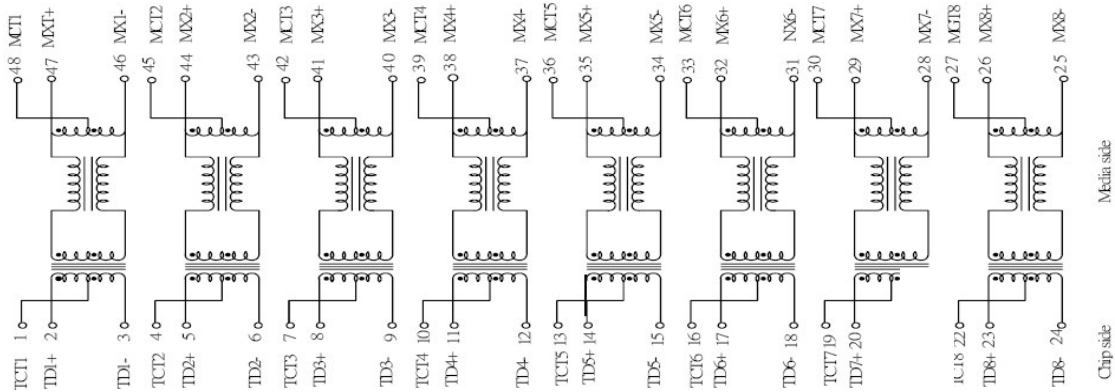 48 MCT1
47 MXT+
46 MX1-
45 MCT2
44 MX2+
43 MX2-
42 MCT3
41 MX3+
40 MX3-
39 MCT4
38 MX4+
37 MX4-
36 MCT5
35 MX5+
34 MX5-
33 MCT6
32 MX6+
31 NX6-
30 MCT7
29 MX7+
28 MX7-
27 MGT8
26 MX8+
25 MX8-
Media side
TCT1 1
TD1+ 2
TD1- 3
TCT2 4
TD2+ 5
TD2- 6
TCT3 7
TD3+ 8
TD3- 9
TCT4 10
TD4+ 11
TD4- 12
TCT5 13
TD5+ 14
TD5- 15
TCT6 16
TD6+ 17
TD6- 18
TCT7 19
TD7+ 20
TC18 22
TD8+ 23
TD8- 24
Chip side